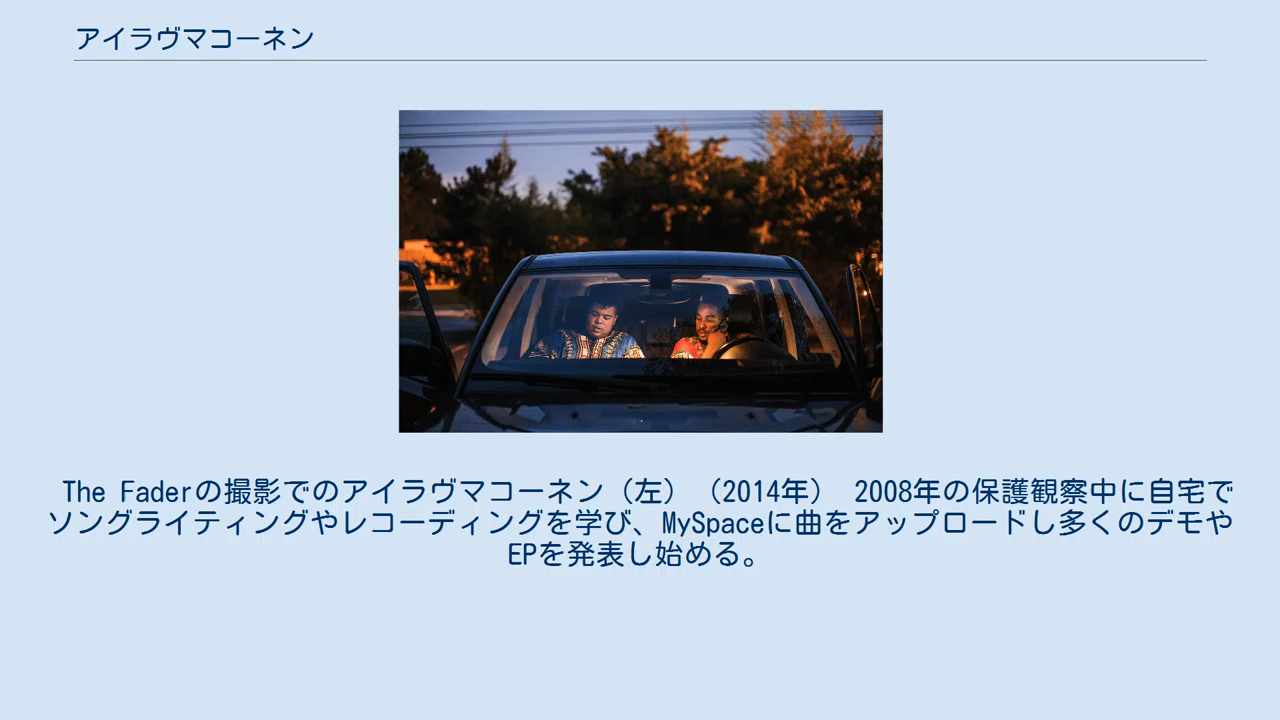 アイラヴマコーネン
The Faderの撮影でのアイラヴマコーネン（左）（2014年） 2008年の保護観察中に自宅で
ソングライティングやレコーディングを学び、MySpaceに曲をアップロードし多くのデモや
EPを発表し始める。